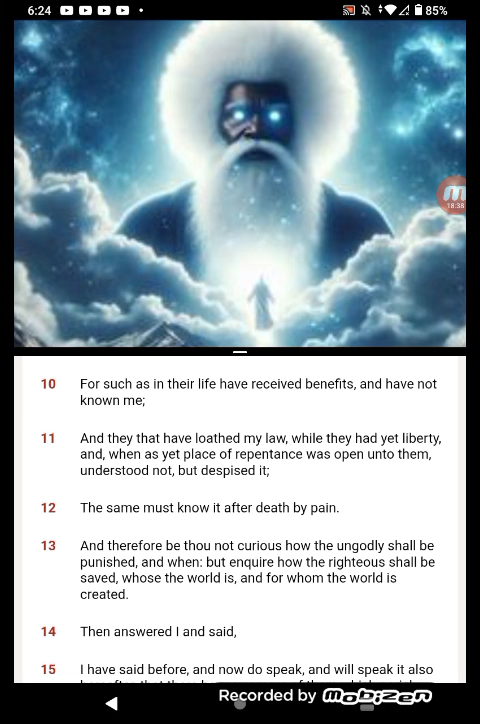 6:24
85%
18:38
10 For such as in their life have received benefits, and have not
known me;
11 And they that have loathed my law, while they had yet liberty,
and, when as yet place of repentance was open unto them,
understood not, but despised it;
12 The same must know it after death by pain.
13 And therefore be thou not curious how the ungodly shall be
punished, and when: but enquire how the righteous shall be
saved, whose the world is, and for whom the world is
created.
14 Then answered I and said,
15 I have said before, and now do speak, and will speak it also
Recorded by Mobizen